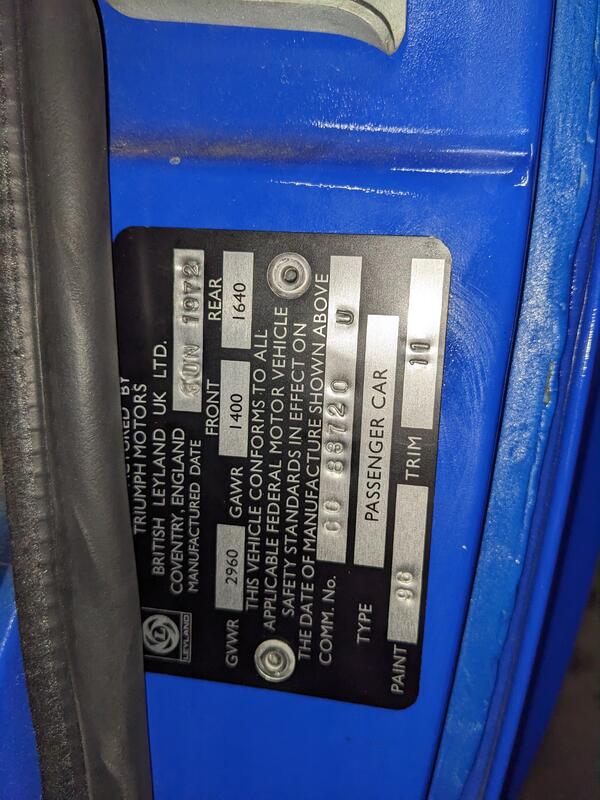 BY
TRIUMPH MOTORS
BRITISH LEYLAND UK LTD.
COVENTRY, ENGLAND
MANUFACTURED DATE JUN 1972
FRONT REAR
GVWR 2960 GAWR 1400 1640
THIS VEHICLE CONFORMS TO ALL
APPLICABLE FEDERAL MOTOR VEHICLE
SAFETY STANDARDS IN EFFECT ON
THE DATE OF MANUFACTURE SHOWN ABOVE
COMM. No. CC 83720 U
TYPE PASSENGER CAR
PAINT 96 TRIM 11
L
LEYLAND